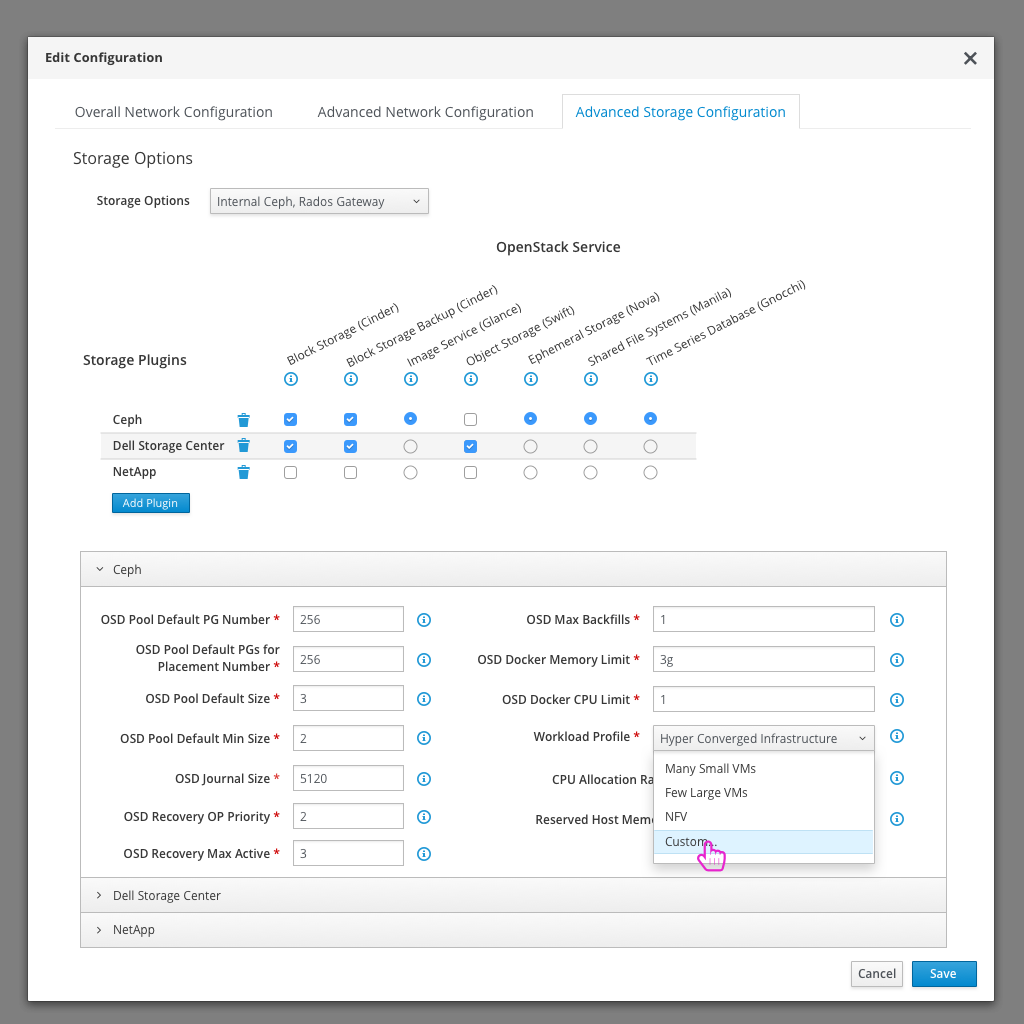 Edit Configuration
Overall Network Configuration
Advanced Network Configuration
Advanced Storage Configuration
Storage Options
Storage Options
Internal Ceph, Rados Gateway
OpenStack Service
Storage Plugins
Block Storage (Cinder)
Block Storage Backup (Cinder)
Image Service (Glance)
Object Storage (Swift)
Ephemeral Storage (Nova)
Shared File Systems (Manila)
Time Series Database (Gnocchi)
Ceph
Dell Storage Center
NetApp
Add Plugin
Ceph
OSD Pool Default PG Number * 256
OSD Pool Default PGs for
Placement Number * 256
OSD Pool Default Size * 3
OSD Pool Default Min Size * 2
OSD Journal Size * 5120
OSD Recovery OP Priority * 2
OSD Recovery Max Active * 3
OSD Max Backfills * 1
OSD Docker Memory Limit * 3g
OSD Docker CPU Limit * 1
Workload Profile * Hyper Converged Infrastructure
Many Small VMs
Few Large VMs
NFV
Custom...
CPU Allocation Ra
Reserved Host Mem
Dell Storage Center
NetApp
Cancel
Save